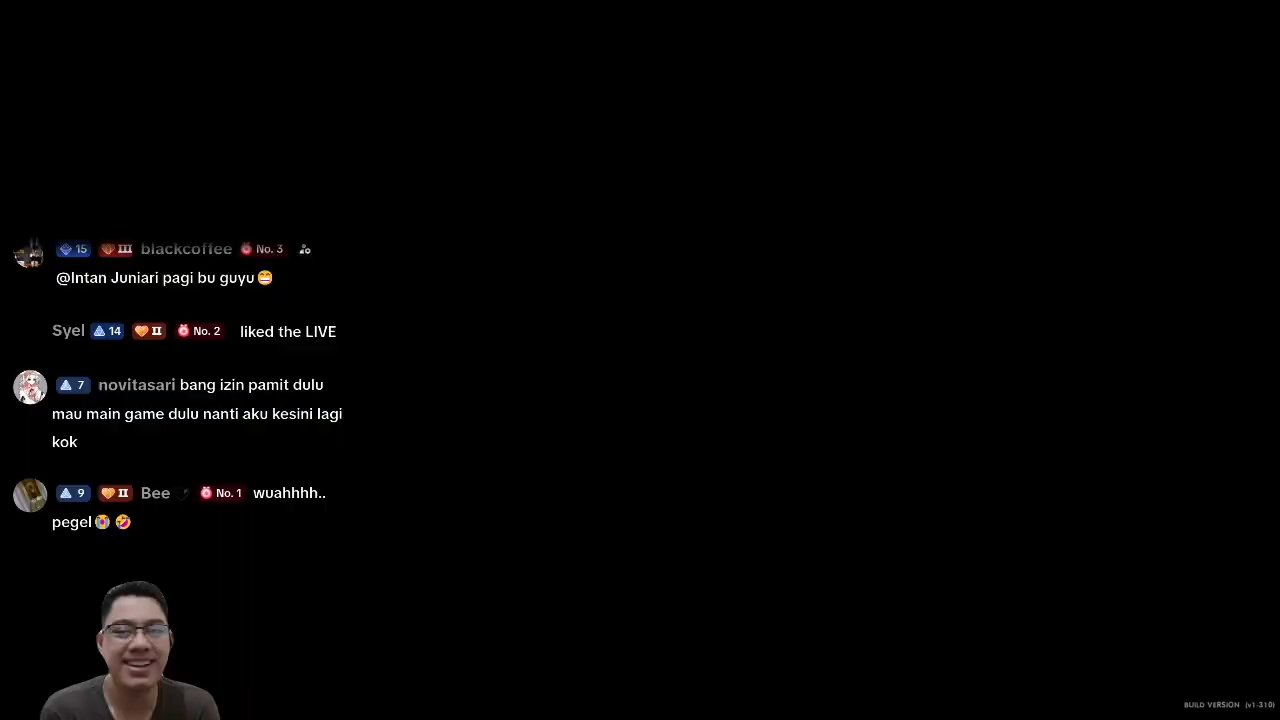 15 III blackcoffee No. 3
@Intan Juniari pagi bu guyu😁
Syel 14 II No. 2 liked the LIVE
7 novitasari bang izin pamit dulu
mau main game dulu nanti aku kesini lagi
kok
9 II Bee No. 1 wuahhhh..
pegel😭🤣
BUILD VERSION (v1-310)